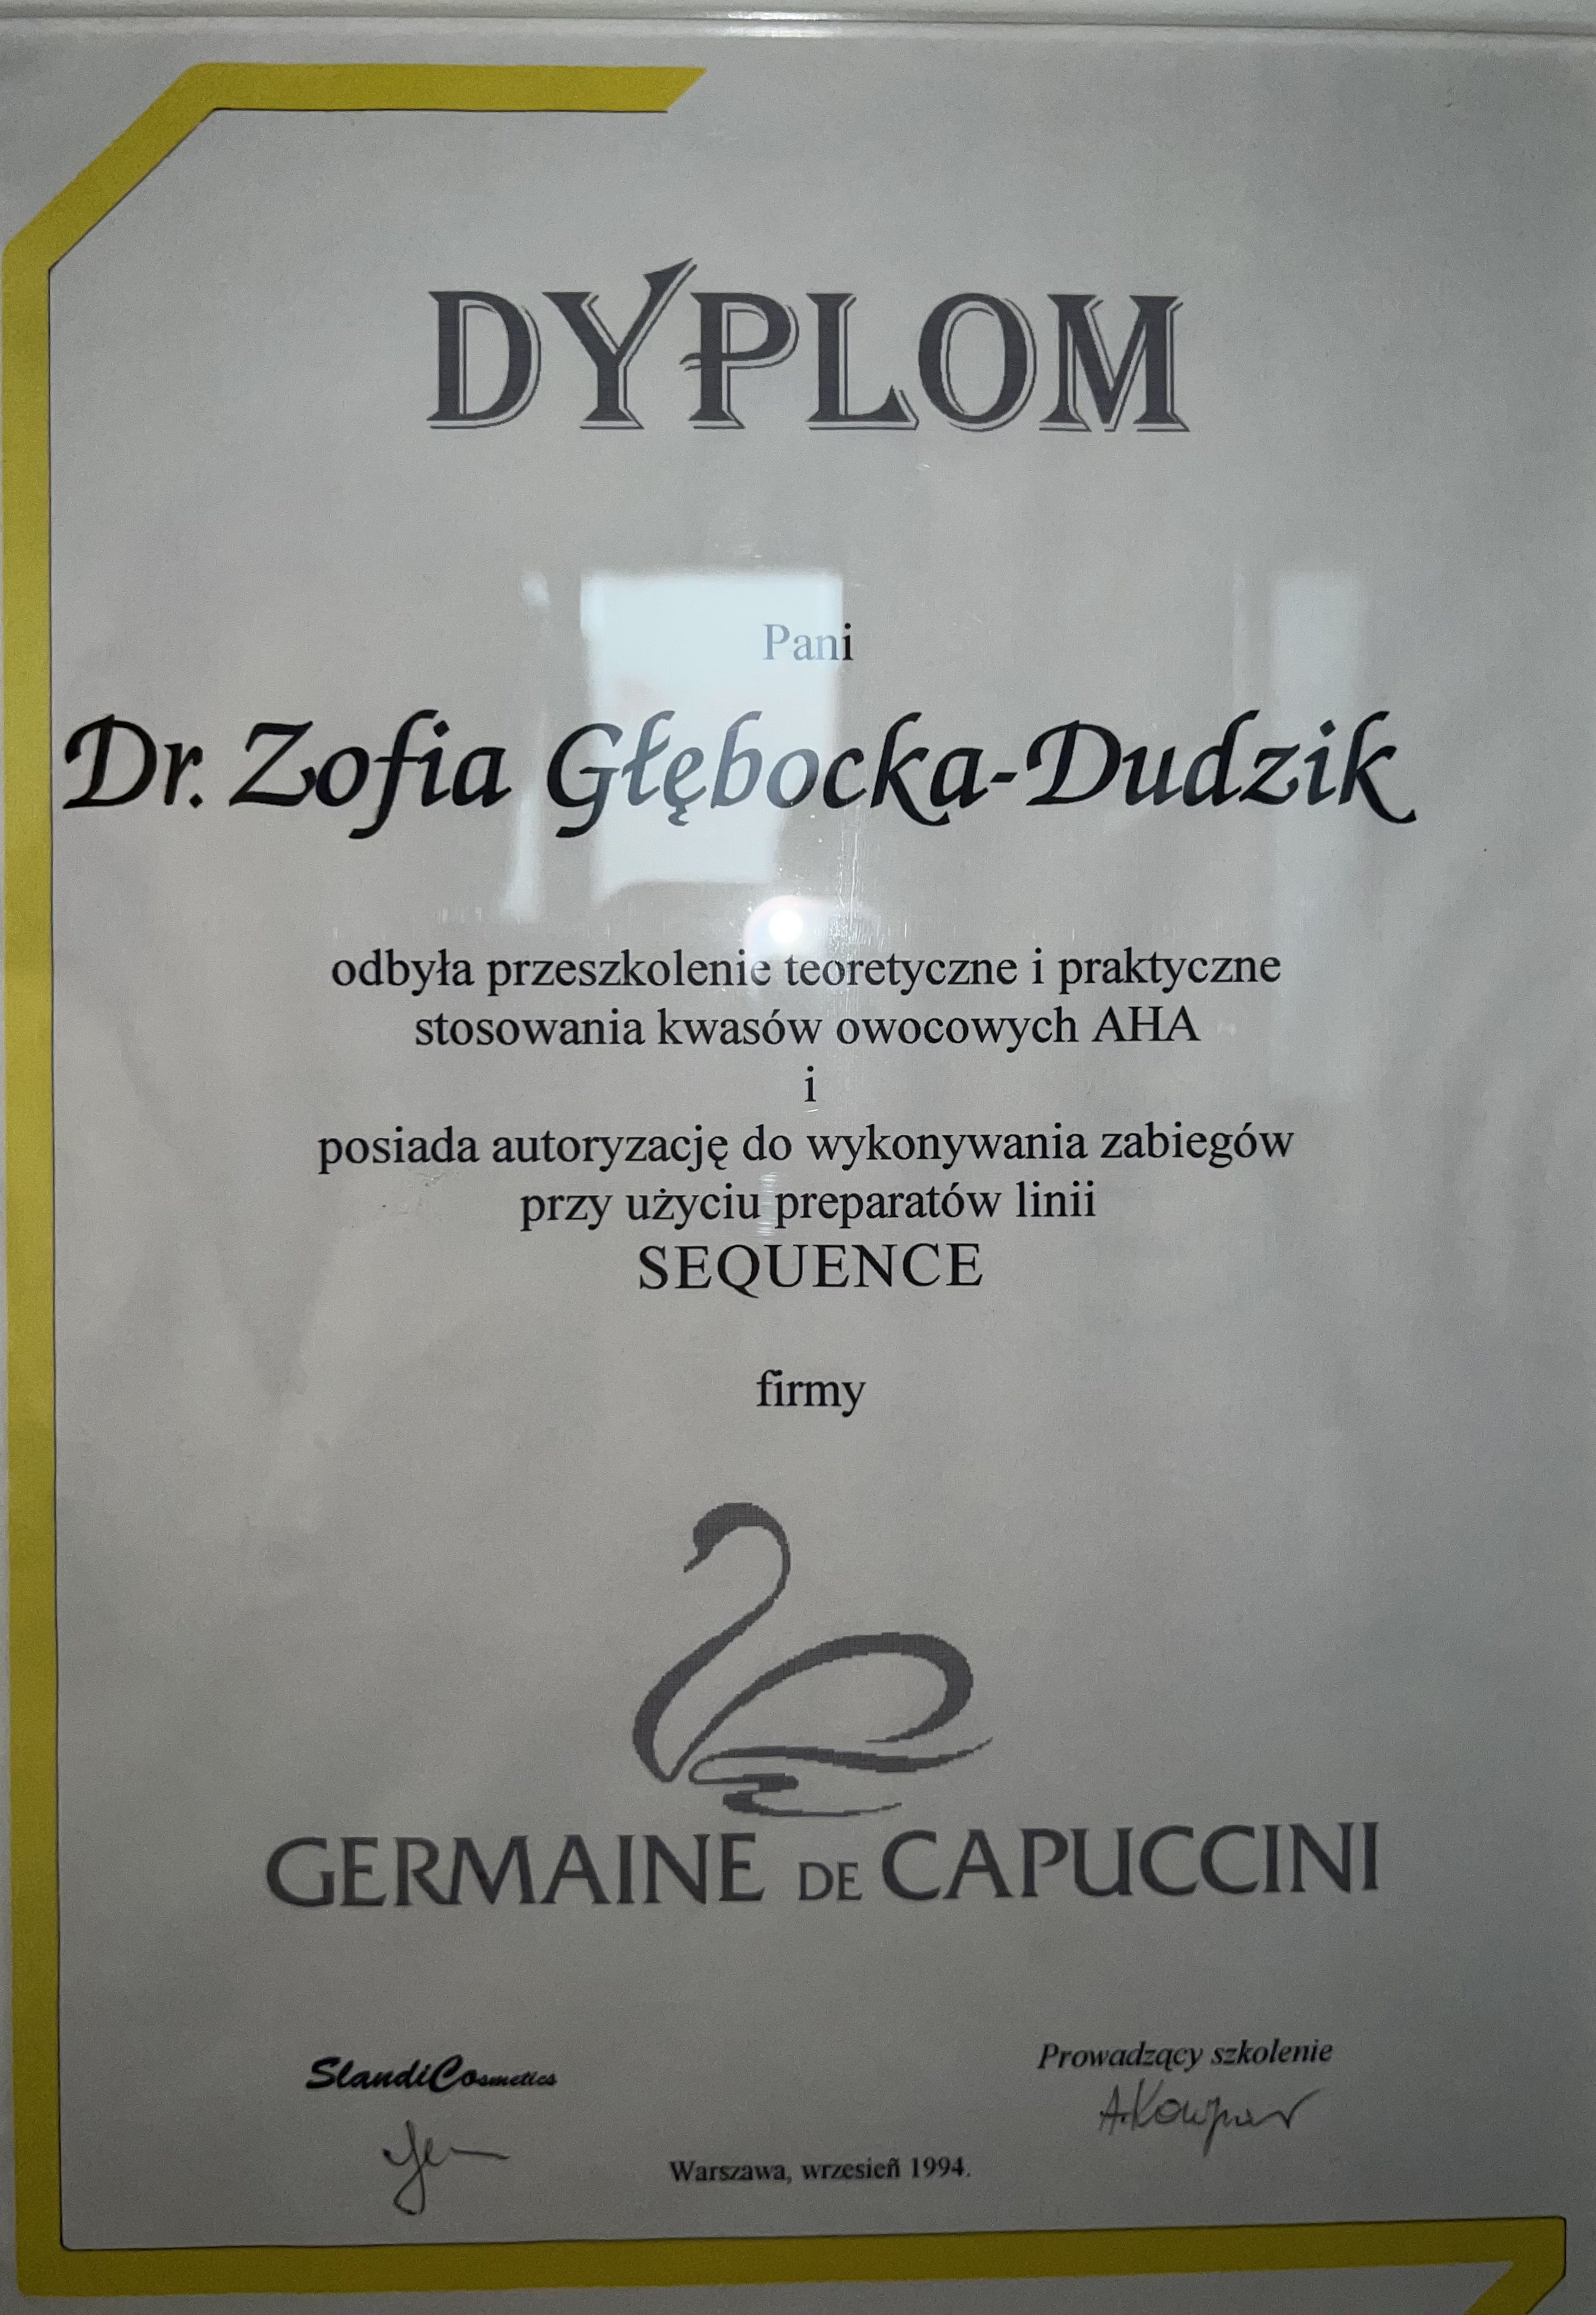 DYPLOM
Pani
Dr. Zofia Głębocka-Dudzik
odbyła przeszkolenie teoretyczne i praktyczne
stosowania kwasów owocowych AHA
i
posiada autoryzację do wykonywania zabiegów
przy użyciu preparatów linii
SEQUENCE
firmy
GERMAINE DE CAPUCCINI
SlandiCosmetics
Prowadzący szkolenie
Warszawa, wrzesień 1994.